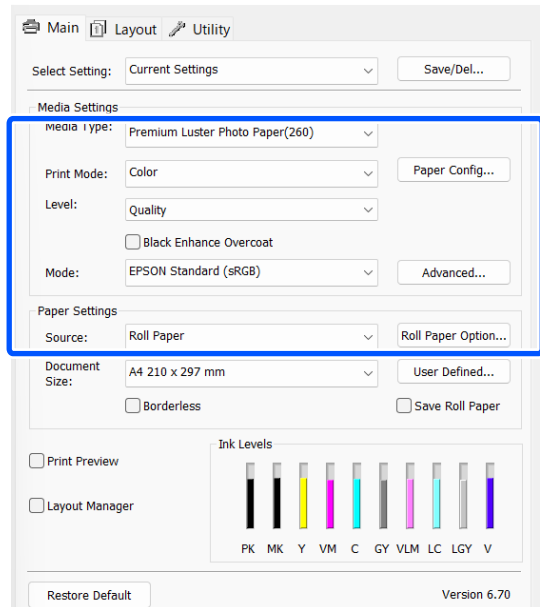 Main Layout Utility
Select Setting: Current Settings Save/Del...
Media Settings
Media Type: Premium Luster Photo Paper(260)
Print Mode: Color Paper Config...
Level: Quality
Black Enhance Overcoat
Mode: EPSON Standard (sRGB) Advanced...
Paper Settings
Source: Roll Paper Roll Paper Option...
Document
Size: A4 210 x 297 mm User Defined...
Borderless Save Roll Paper
Print Preview
Layout Manager
Ink Levels
PK MK Y VM C GY VLM LC LGY V
Restore Default Version 6.70